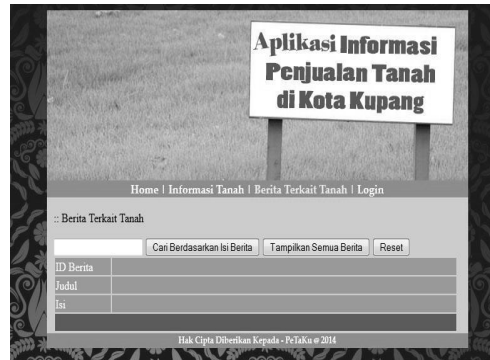 Aplikasi Informasi
Penjualan Tanah
di Kota Kupang
Home | Informasi Tanah | Berita Terkait Tanah | Login
:: Berita Terkait Tanah
Cari Berdasarkan Isi Berita Tampilkan Semua Berita Reset
ID Berita
Judul
Isi
Hak Cipta Diberikan Kepada - PeTaKu @ 2014